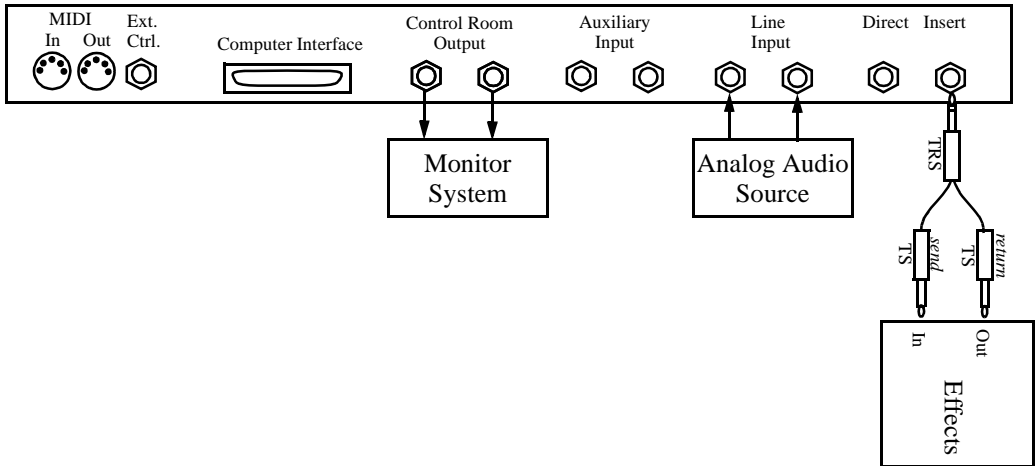 MIDI
In Out
Ext.
Ctrl.
Computer Interface
Control Room
Output
Auxiliary
Input
Line
Input
Direct Insert
Monitor
System
Analog Audio
Source
TRS
send
TS
return
TS
In
Out
Effects